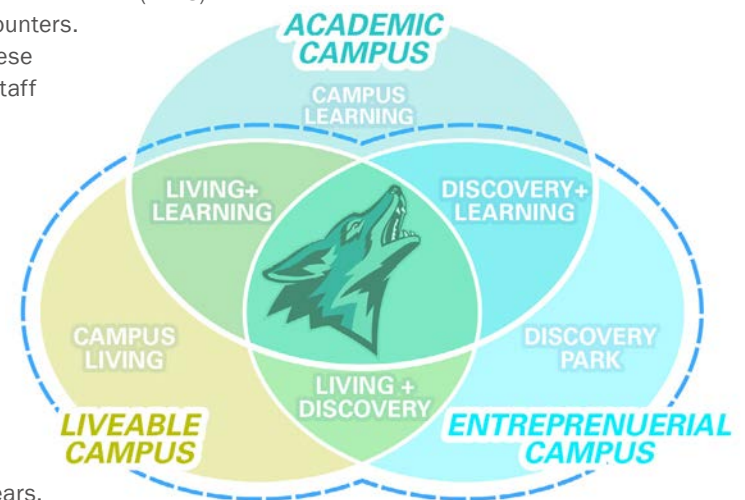 ounters.
ese
taff
ACADEMIC
CAMPUS
CAMPUS
LEARNING
LIVING+
LEARNING
DISCOVERY+
LEARNING
CAMPUS
LIVING
DISCOVERY
PARK
LIVING +
DISCOVERY
LIVEABLE
CAMPUS
ENTREPRENUERIAL
CAMPUS
ears.